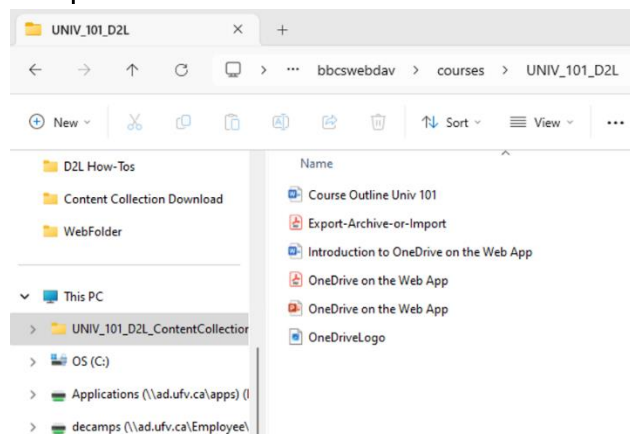 UNIV_101_D2L
bbcswebdav > courses > UNIV_101_D2L
New
Sort
View
D2L How-Tos
Content Collection Download
WebFolder
This PC
UNIV_101_D2L_ContentCollection
OS (C:)
Applications (\\ad.ufv.ca\apps) (
decamps (\\ad.ufv.ca\Employee\
Name
Course Outline Univ 101
Export-Archive-or-Import
Introduction to OneDrive on the Web App
OneDrive on the Web App
OneDrive on the Web App
OneDriveLogo